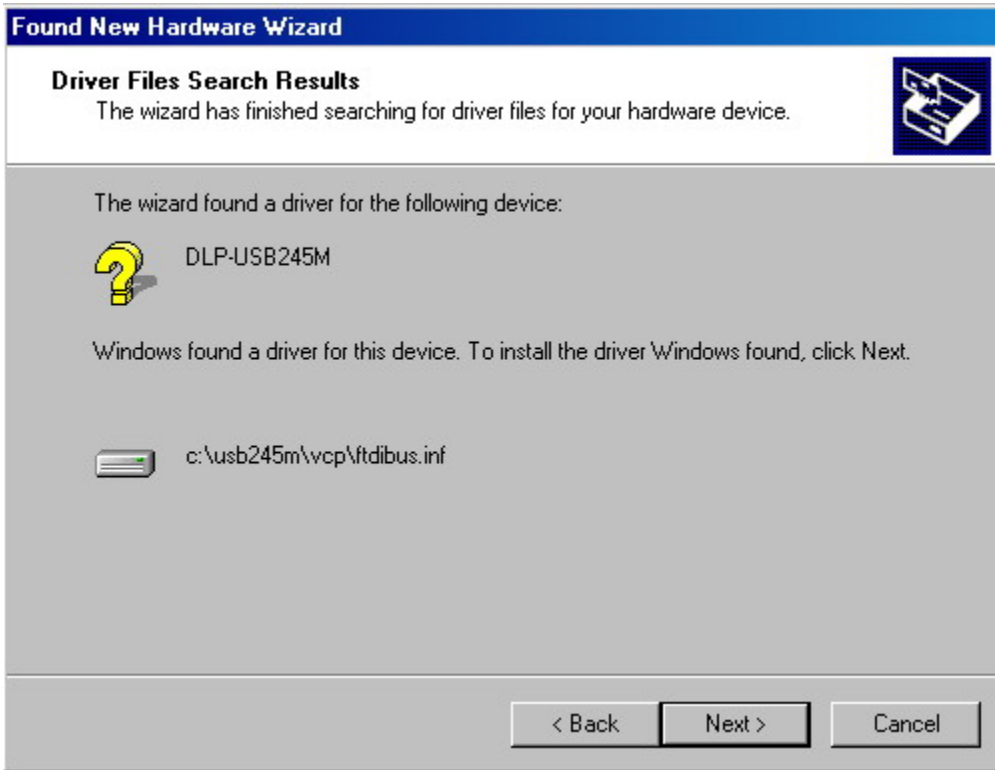 Found New Hardware Wizard
Driver Files Search Results
The wizard has finished searching for driver files for your hardware device.
The wizard found a driver for the following device:
DLP-USB245M
Windows found a driver for this device. To install the driver Windows found, click Next.
c:\usb245m\vcp\ftdibus.inf
< Back Next > Cancel